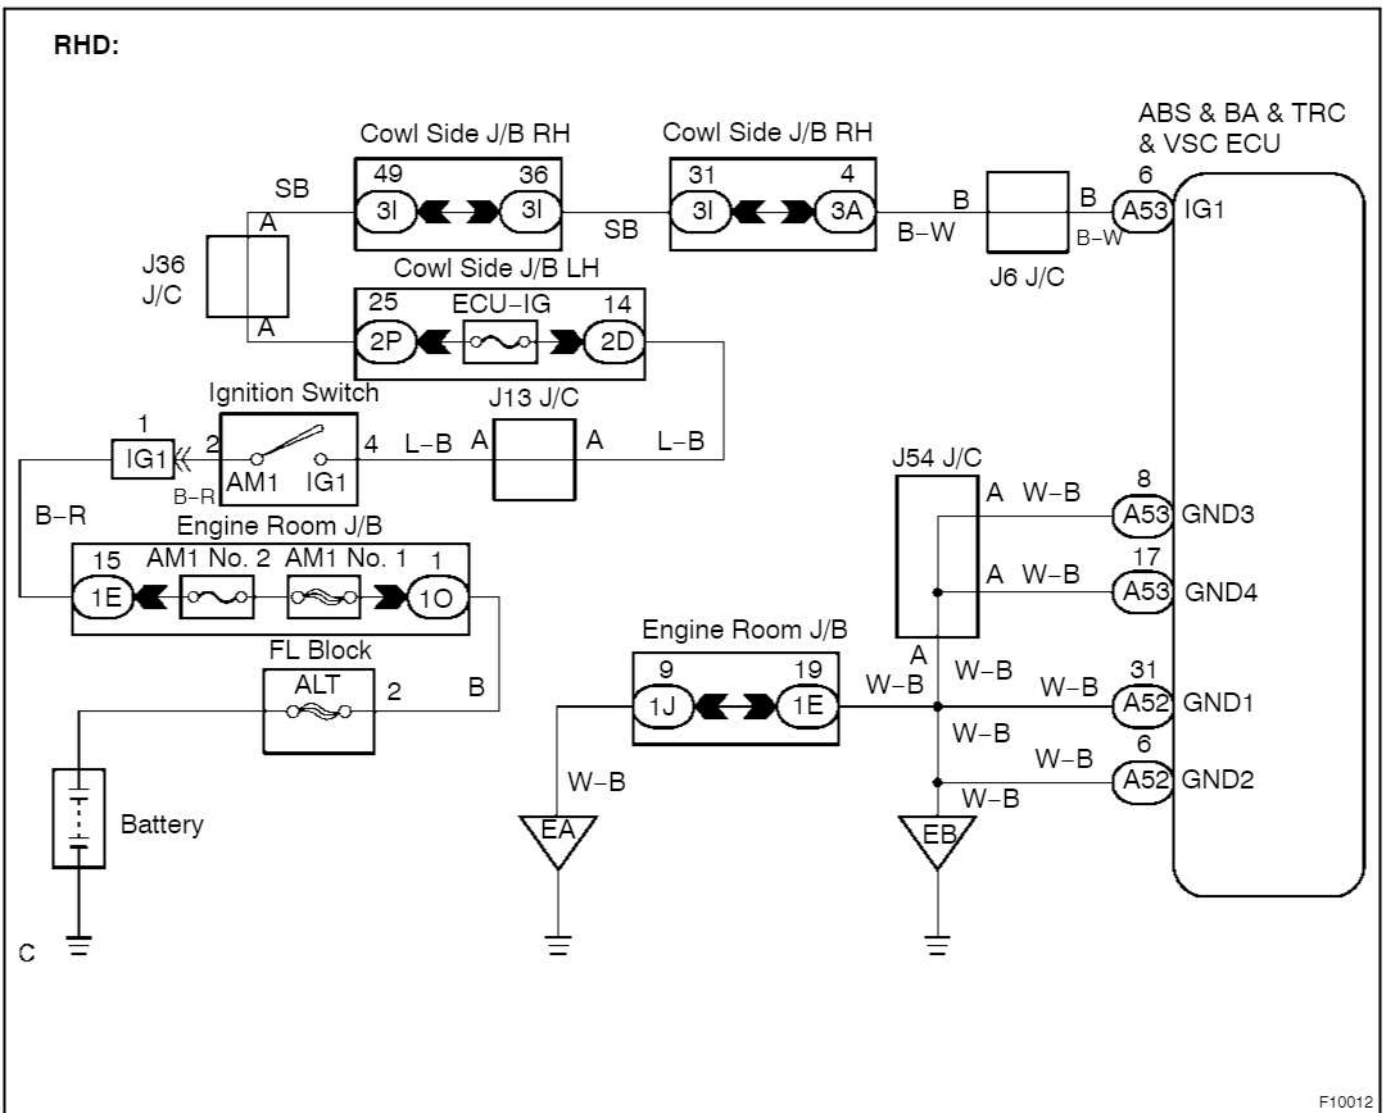 RHD:
ABS & BA & TRC
& VSC ECU
Cowl Side J/B RH
Cowl Side J/B RH
49
36
31
4
6
SB
3I
3I
SB
3I
3A
B
B–W
B
B–W
A53
IG1
A
J36
J/C
A
J6 J/C
Cowl Side J/B LH
25
ECU–IG
14
2P
2D
Ignition Switch
J13 J/C
1
IG1
2
B–R
AM1
IG1
4
L–B
A
A
L–B
B–R
Engine Room J/B
15
AM1 No. 2
AM1 No. 1
1
1E
1O
FL Block
ALT
2
B
Battery
C
J54 J/C
A
W–B
8
A53
GND3
A
W–B
17
A53
GND4
Engine Room J/B
9
19
1J
1E
W–B
A
W–B
W–B
31
A52
GND1
W–B
W–B
6
A52
GND2
W–B
W–B
EA
EB
F10012